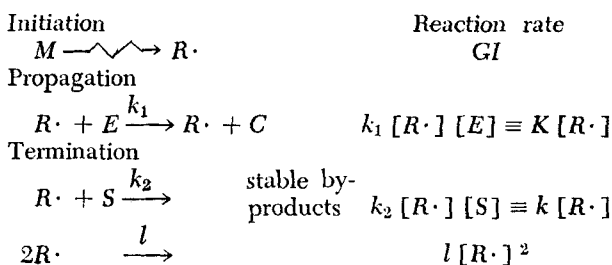 Initiation Reaction rate
M ⟶ R· GI
Propagation
R· + E k₁⟶ R· + C k₁ [R·] [E] ≡ K [R·]
Termination
R· + S k₂⟶ stable by-products k₂ [R·] [S] ≡ k [R·]
2R· l⟶ l [R·]²